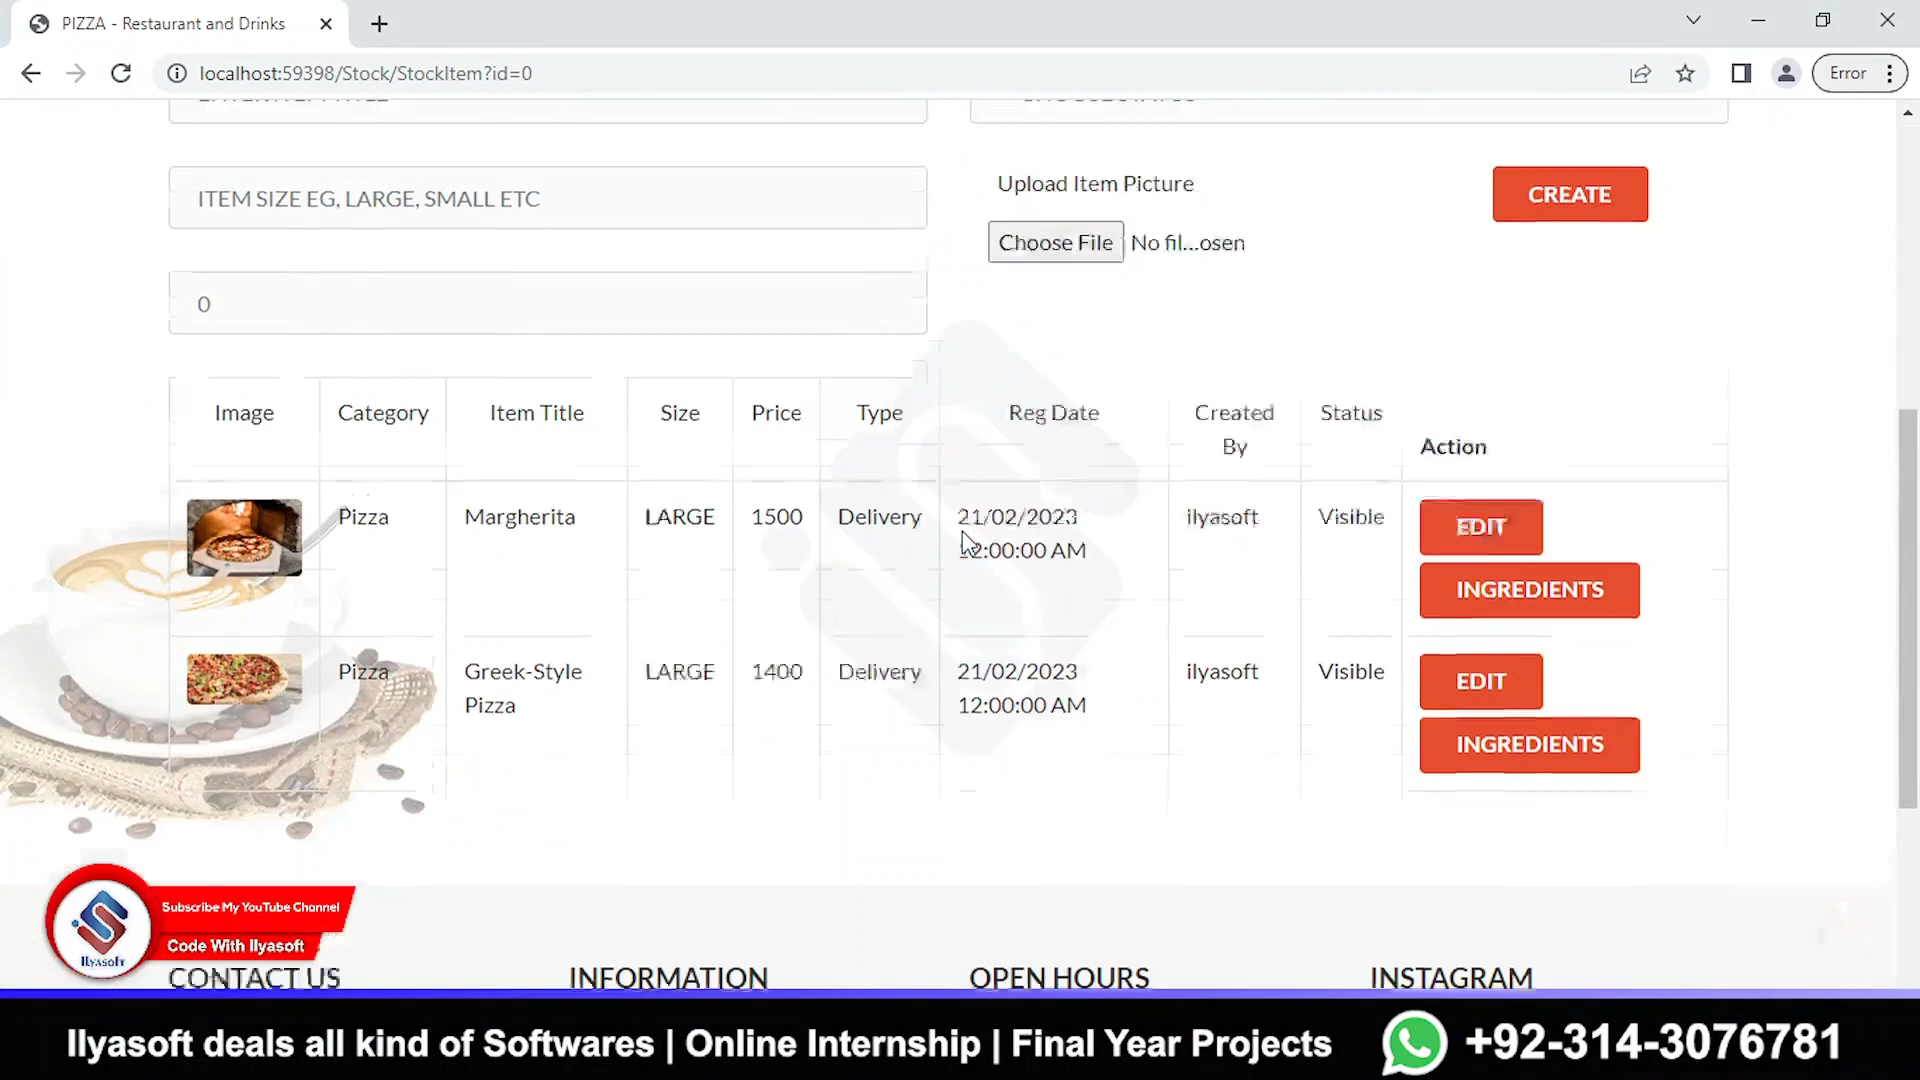 PIZZA - Restaurant and Drinks
localhost:59398/Stock/StockItem?id=0
Error
ITEM SIZE EG, LARGE, SMALL ETC
Upload Item Picture
CREATE
Choose File No fil...osen
0
Image Category Item Title Size Price Type Reg Date Created By Status Action
Pizza Margherita LARGE 1500 Delivery 21/02/2023 ilyasoft Visible EDIT
12:00:00 AM
INGREDIENTS
Pizza Greek-Style LARGE 1400 Delivery 21/02/2023 ilyasoft Visible EDIT
Pizza 12:00:00 AM
INGREDIENTS
Subscribe My YouTube Channel
Code With Ilyasoft
Ilyasoft
CONTACT US INFORMATION OPEN HOURS INSTAGRAM
Ilyasoft deals all kind of Softwares | Online Internship | Final Year Projects +92-314-3076781